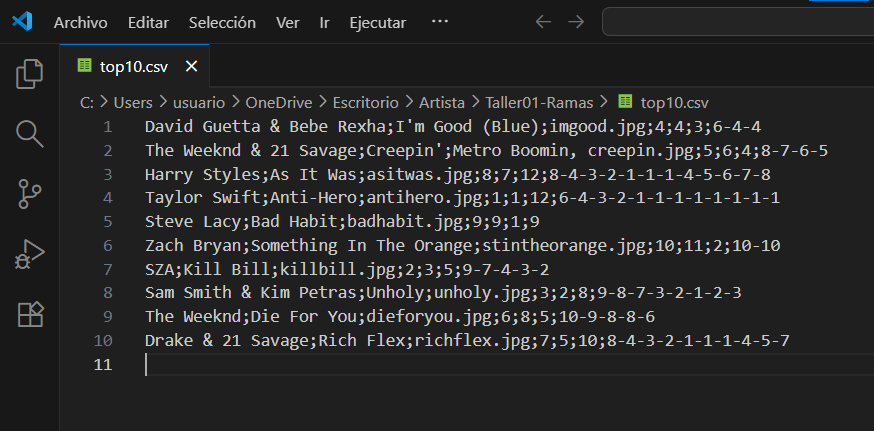 Archivo Editar Selección Ver Ir Ejecutar ···
top10.csv
C: > Users > usuario > OneDrive > Escritorio > Artista > Taller01-Ramas > top10.csv
1 David Guetta & Bebe Rexha;I'm Good (Blue);imgood.jpg;4;4;3;6-4-4
2 The Weeknd & 21 Savage;Creepin';Metro Boomin, creepin.jpg;5;6;4;8-7-6-5
3 Harry Styles;As It Was;asitwas.jpg;8;7;12;8-4-3-2-1-1-1-4-5-6-7-8
4 Taylor Swift;Anti-Hero;antihero.jpg;1;1;12;6-4-3-2-1-1-1-1-1-1-1-1
5 Steve Lacy;Bad Habit;badhabit.jpg;9;9;1;9
6 Zach Bryan;Something In The Orange;stintheorange.jpg;10;11;2;10-10
7 SZA;Kill Bill;killbill.jpg;2;3;5;9-7-4-3-2
8 Sam Smith & Kim Petras;Unholy;unholy.jpg;3;2;8;9-8-7-3-2-1-2-3
9 The Weeknd;Die For You;dieforyou.jpg;6;8;5;10-9-8-8-6
10 Drake & 21 Savage;Rich Flex;richflex.jpg;7;5;10;8-4-3-2-1-1-1-4-5-7
11